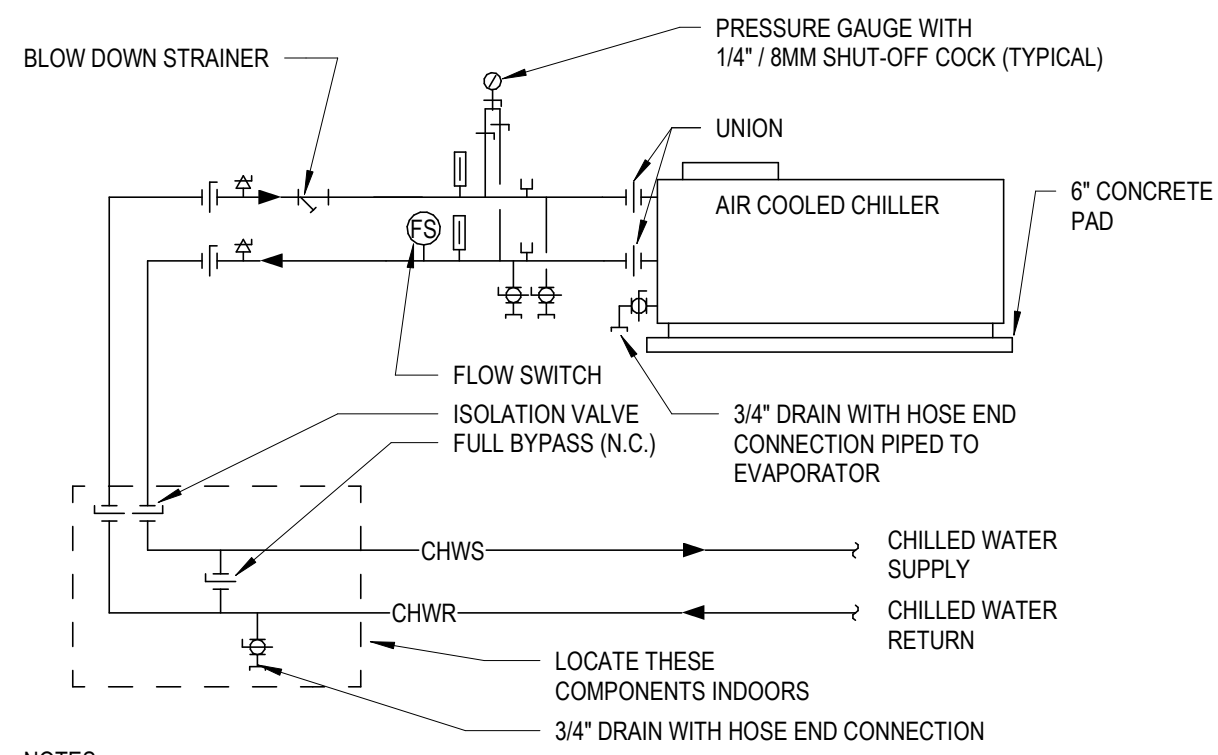 PRESSURE GAUGE WITH
1/4" / 8MM SHUT-OFF COCK (TYPICAL)
BLOW DOWN STRAINER
UNION
AIR COOLED CHILLER
6" CONCRETE
PAD
FS
FLOW SWITCH
ISOLATION VALVE
FULL BYPASS (N.C.)
3/4" DRAIN WITH HOSE END
CONNECTION PIPED TO
EVAPORATOR
CHWS
CHILLED WATER
SUPPLY
CHWR
CHILLED WATER
RETURN
LOCATE THESE
COMPONENTS INDOORS
3/4" DRAIN WITH HOSE END CONNECTION
NOTES